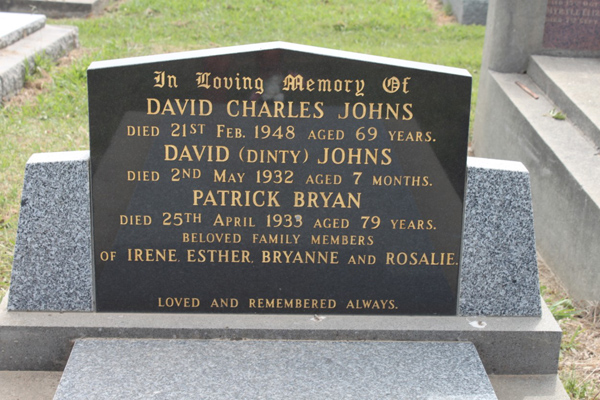 In Loving Memory Of
DAVID CHARLES JOHNS
DIED 21ST FEB. 1948 AGED 69 YEARS.
DAVID (DINTY) JOHNS
DIED 2ND MAY 1932 AGED 7 MONTHS.
PATRICK BRYAN
DIED 25TH APRIL 1933 AGED 79 YEARS.
BELOVED FAMILY MEMBERS
OF IRENE. ESTHER. BRYANNE AND ROSALIE.
LOVED AND REMEMBERED ALWAYS.